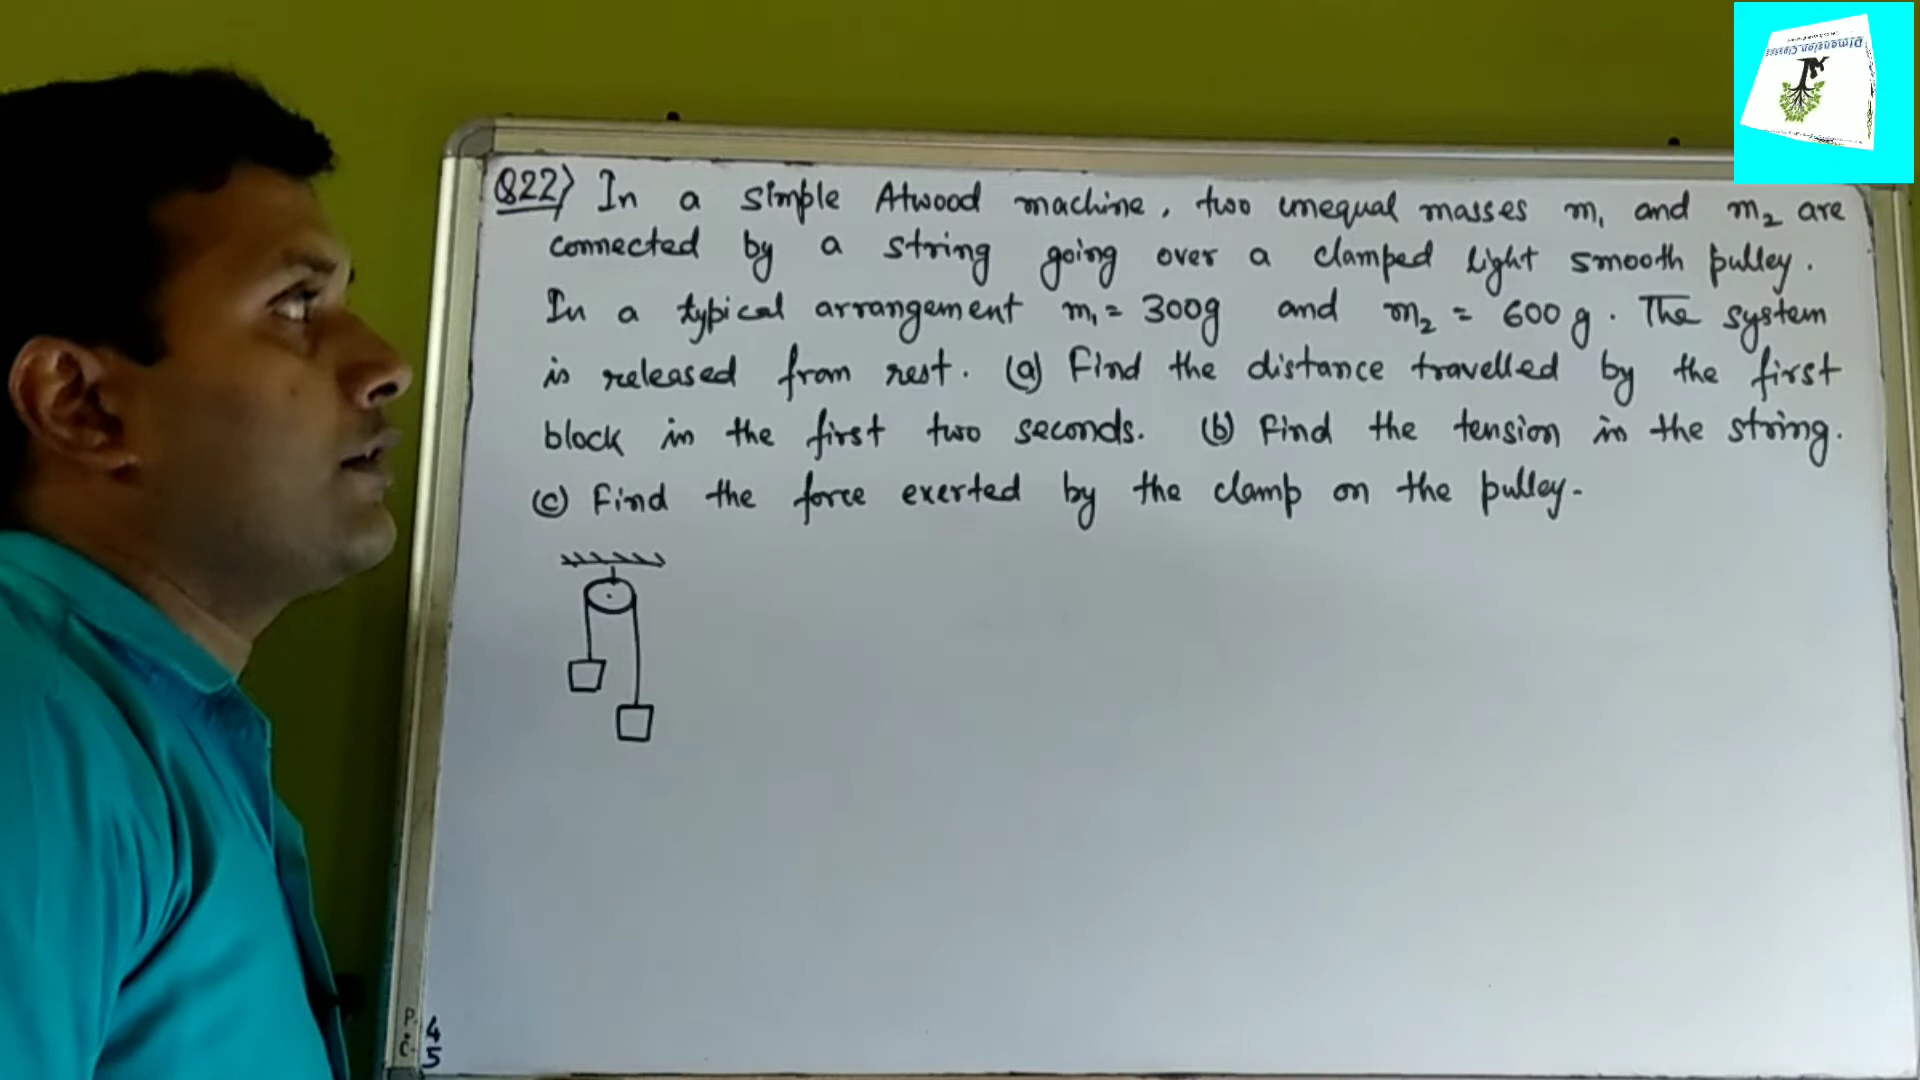 Q22) In a simple Atwood machine, two unequal masses m₁ and m₂ are
connected by a string going over a clamped light smooth pulley.
In a typical arrangement m₁ = 300g and m₂ = 600 g. The system
is released from rest. (a) Find the distance travelled by the first
block in the first two seconds. (b) Find the tension in the string.
(c) Find the force exerted by the clamp on the pulley.
4
5
Dimension Classes